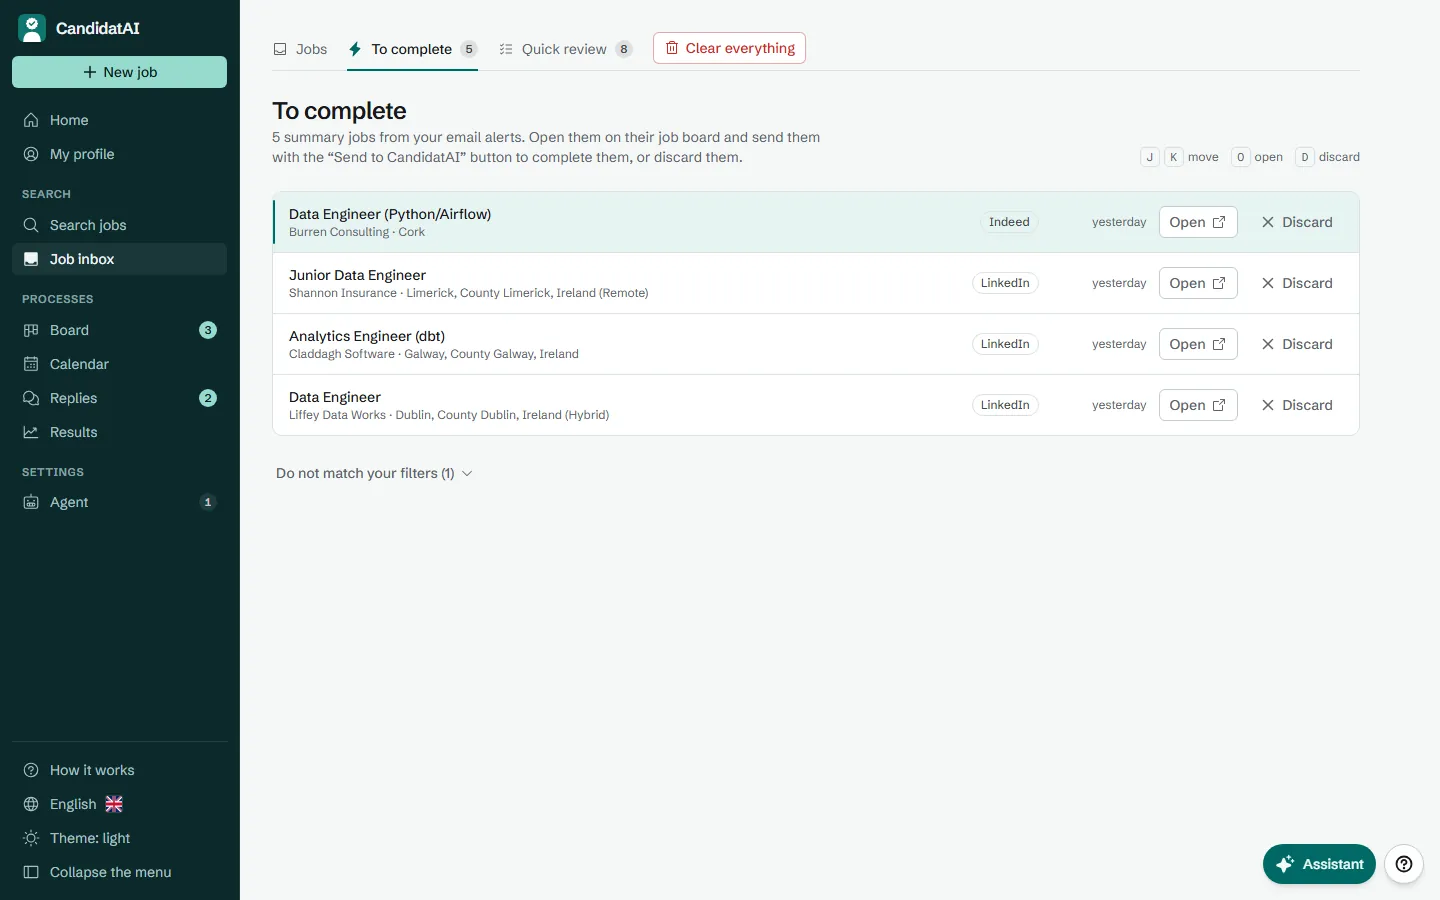 CandidatAI
New job
Home
My profile
SEARCH
Search jobs
Job inbox
PROCESSES
Board 3
Calendar
Replies 2
Results
SETTINGS
Agent 1
How it works
English
Theme: light
Collapse the menu
Jobs
To complete 5
Quick review 8
Clear everything
To complete
5 summary jobs from your email alerts. Open them on their job board and send them
with the “Send to CandidatAI” button to complete them, or discard them.
J K move O open D discard
Data Engineer (Python/Airflow)
Burren Consulting · Cork
Indeed yesterday Open Discard
Junior Data Engineer
Shannon Insurance · Limerick, County Limerick, Ireland (Remote)
LinkedIn yesterday Open Discard
Analytics Engineer (dbt)
Claddagh Software · Galway, County Galway, Ireland
LinkedIn yesterday Open Discard
Data Engineer
Liffey Data Works · Dublin, County Dublin, Ireland (Hybrid)
LinkedIn yesterday Open Discard
Do not match your filters (1)
Assistant